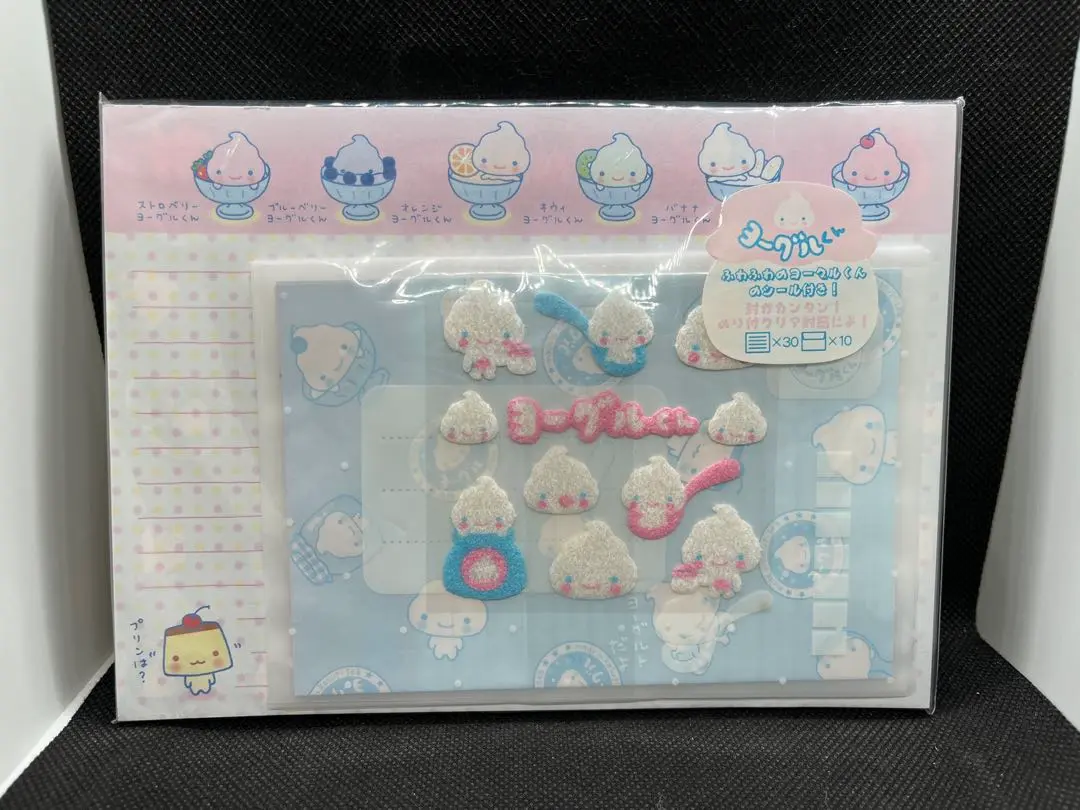 ストロベリー
ヨーグルくん
ブルーベリー
ヨーグルくん
オレンジ
ヨーグルくん
キウイ
ヨーグルくん
バナナ
ヨーグルくん
ヨーグルくん
ふわふわのヨーグルくん
のシール付き!
封がカンタン!
のり付クリア封筒だよ!
×30 ×10
ヨーグルくん
プリンは?